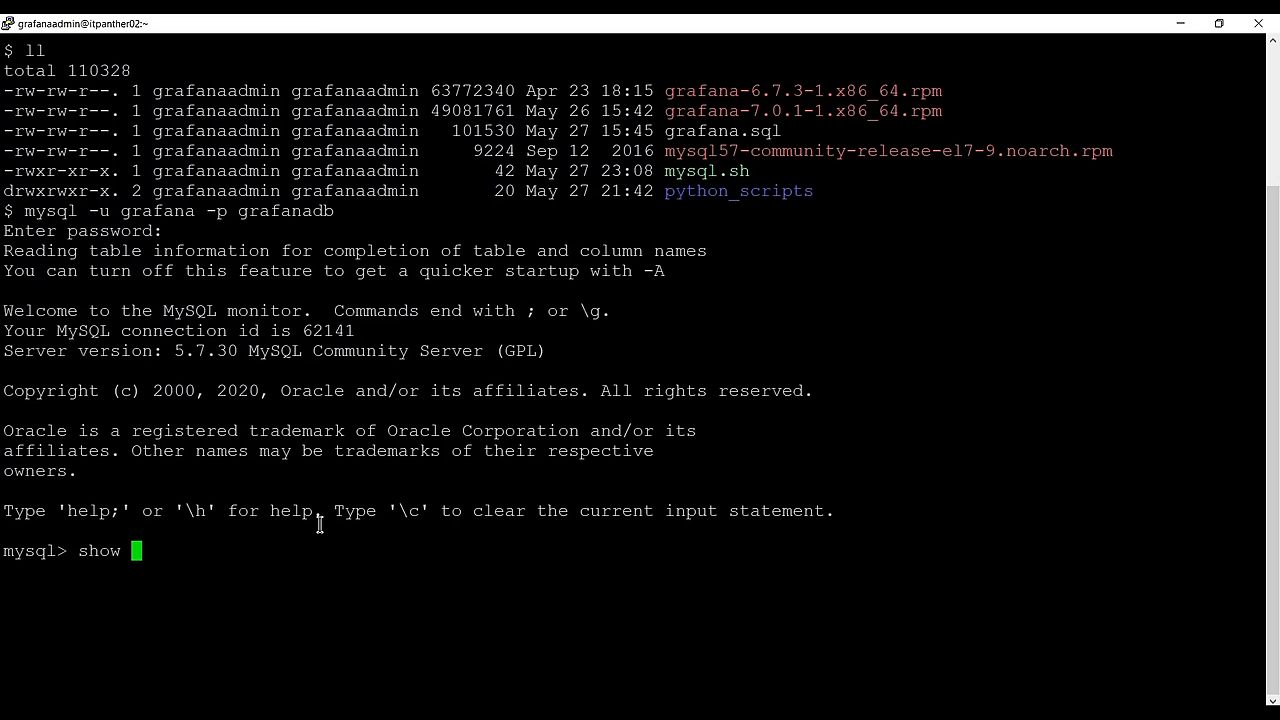 grafanaadmin@itpanther02:~
$ ll
total 110328
-rw-rw-r--. 1 grafanaadmin grafanaadmin 63772340 Apr 23 18:15 grafana-6.7.3-1.x86_64.rpm
-rw-rw-r--. 1 grafanaadmin grafanaadmin 49081761 May 26 15:42 grafana-7.0.1-1.x86_64.rpm
-rw-rw-r--. 1 grafanaadmin grafanaadmin   101530 May 27 15:45 grafana.sql
-rw-rw-r--. 1 grafanaadmin grafanaadmin     9224 Sep 12  2016 mysql57-community-release-el7-9.noarch.rpm
-rwxr-xr-x. 1 grafanaadmin grafanaadmin       42 May 27 23:08 mysql.sh
drwxrwxr-x. 2 grafanaadmin grafanaadmin       20 May 27 21:42 python_scripts
$ mysql -u grafana -p grafanadb
Enter password:
Reading table information for completion of table and column names
You can turn off this feature to get a quicker startup with -A
Welcome to the MySQL monitor.  Commands end with ; or \g.
Your MySQL connection id is 62141
Server version: 5.7.30 MySQL Community Server (GPL)
Copyright (c) 2000, 2020, Oracle and/or its affiliates. All rights reserved.
Oracle is a registered trademark of Oracle Corporation and/or its
affiliates. Other names may be trademarks of their respective
owners.
Type 'help;' or '\h' for help. Type '\c' to clear the current input statement.
mysql> show